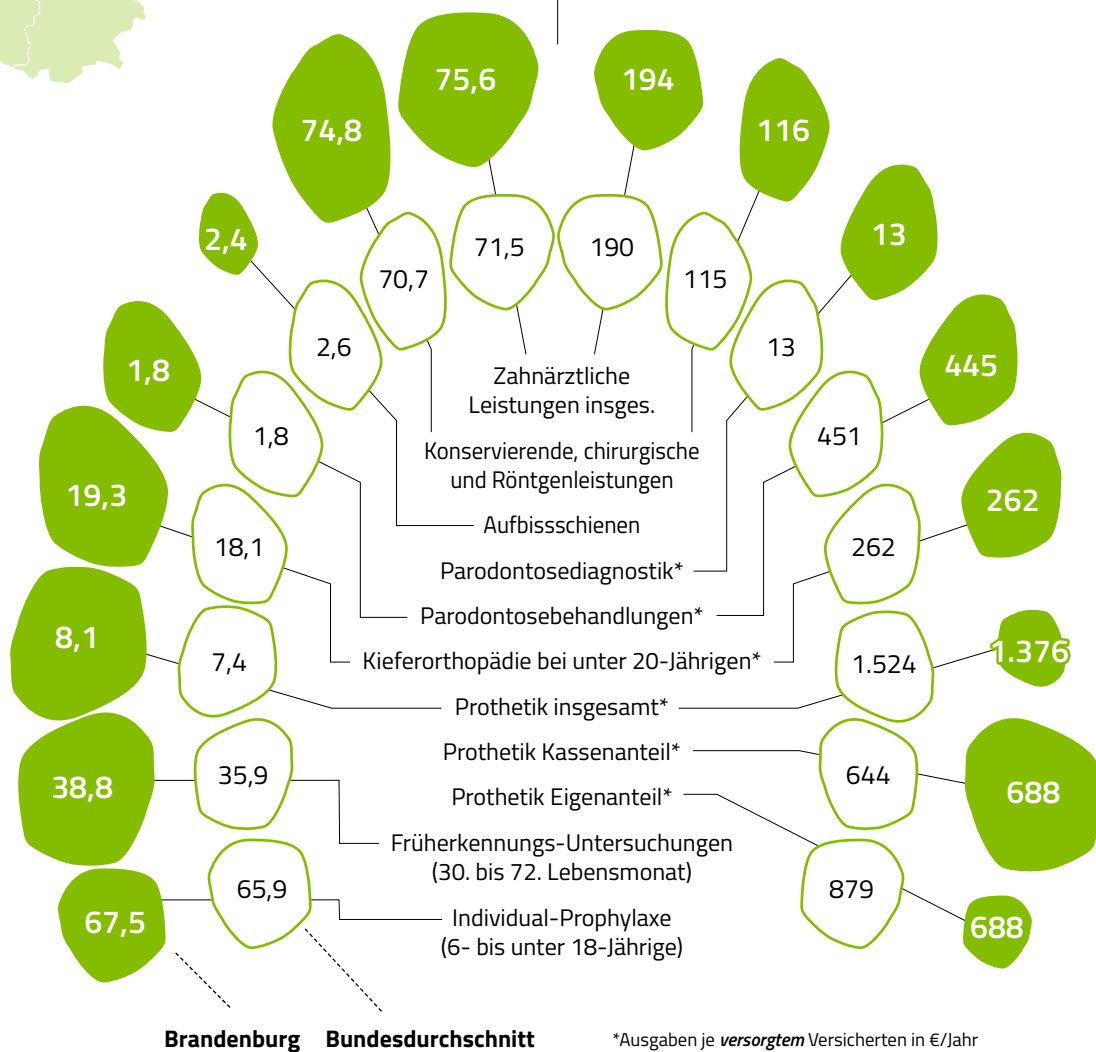 75,6
194
74,8
116
2,4
13
71,5
190
70,7
115
2,6
13
1,8
445
Zahnärztliche
Leistungen insges.
1,8
451
Konservierende, chirurgische
und Röntgenleistungen
19,3
262
Aufbissschienen
18,1
262
Parodontosediagnostik*
Parodontosebehandlungen*
8,1
7,4
Kieferorthopädie bei unter 20-Jährigen*
1.524
1.376
Prothetik insgesamt*
Prothetik Kassenanteil*
38,8
35,9
644
688
Prothetik Eigenanteil*
Früherkennungs-Untersuchungen
(30. bis 72. Lebensmonat)
67,5
65,9
879
688
Individual-Prophylaxe
(6- bis unter 18-Jährige)
Brandenburg Bundesdurchschnitt
*Ausgaben je versorgtem Versicherten in €/Jahr